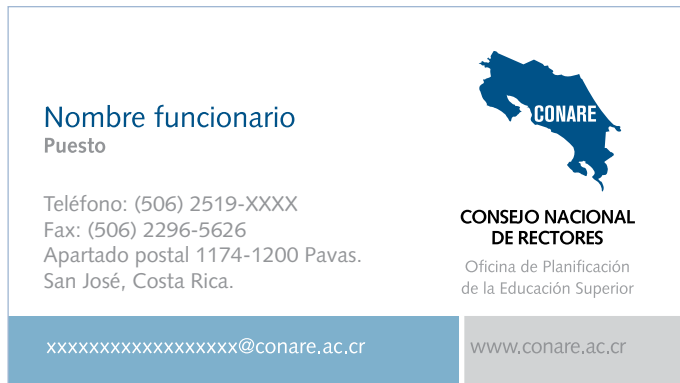 Nombre funcionario
Puesto
Teléfono: (506) 2519-XXXX
Fax: (506) 2296-5626
Apartado postal 1174-1200 Pavas.
San José, Costa Rica.
xxxxxxxxxxxxxxxxxx@conare.ac.cr
CONARE
CONSEJO NACIONAL
DE RECTORES
Oficina de Planificación
de la Educación Superior
www.conare.ac.cr